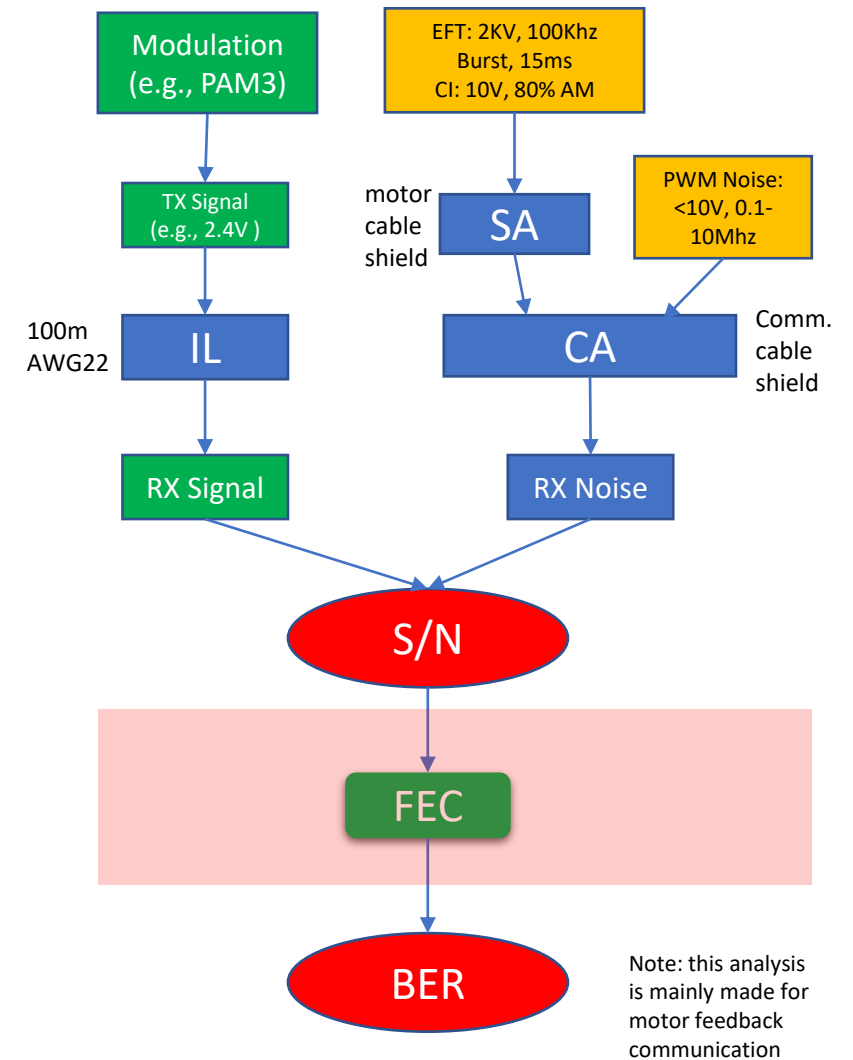 Modulation
(e.g., PAM3)
EFT: 2KV, 100Khz
Burst, 15ms
CI: 10V, 80% AM
TX Signal
(e.g., 2.4V )
motor
cable
shield
SA
PWM Noise:
<10V, 0.1-
10Mhz
100m
AWG22
IL
CA
Comm.
cable
shield
RX Signal
RX Noise
S/N
FEC
BER
Note: this analysis
is mainly made for
motor feedback
communication